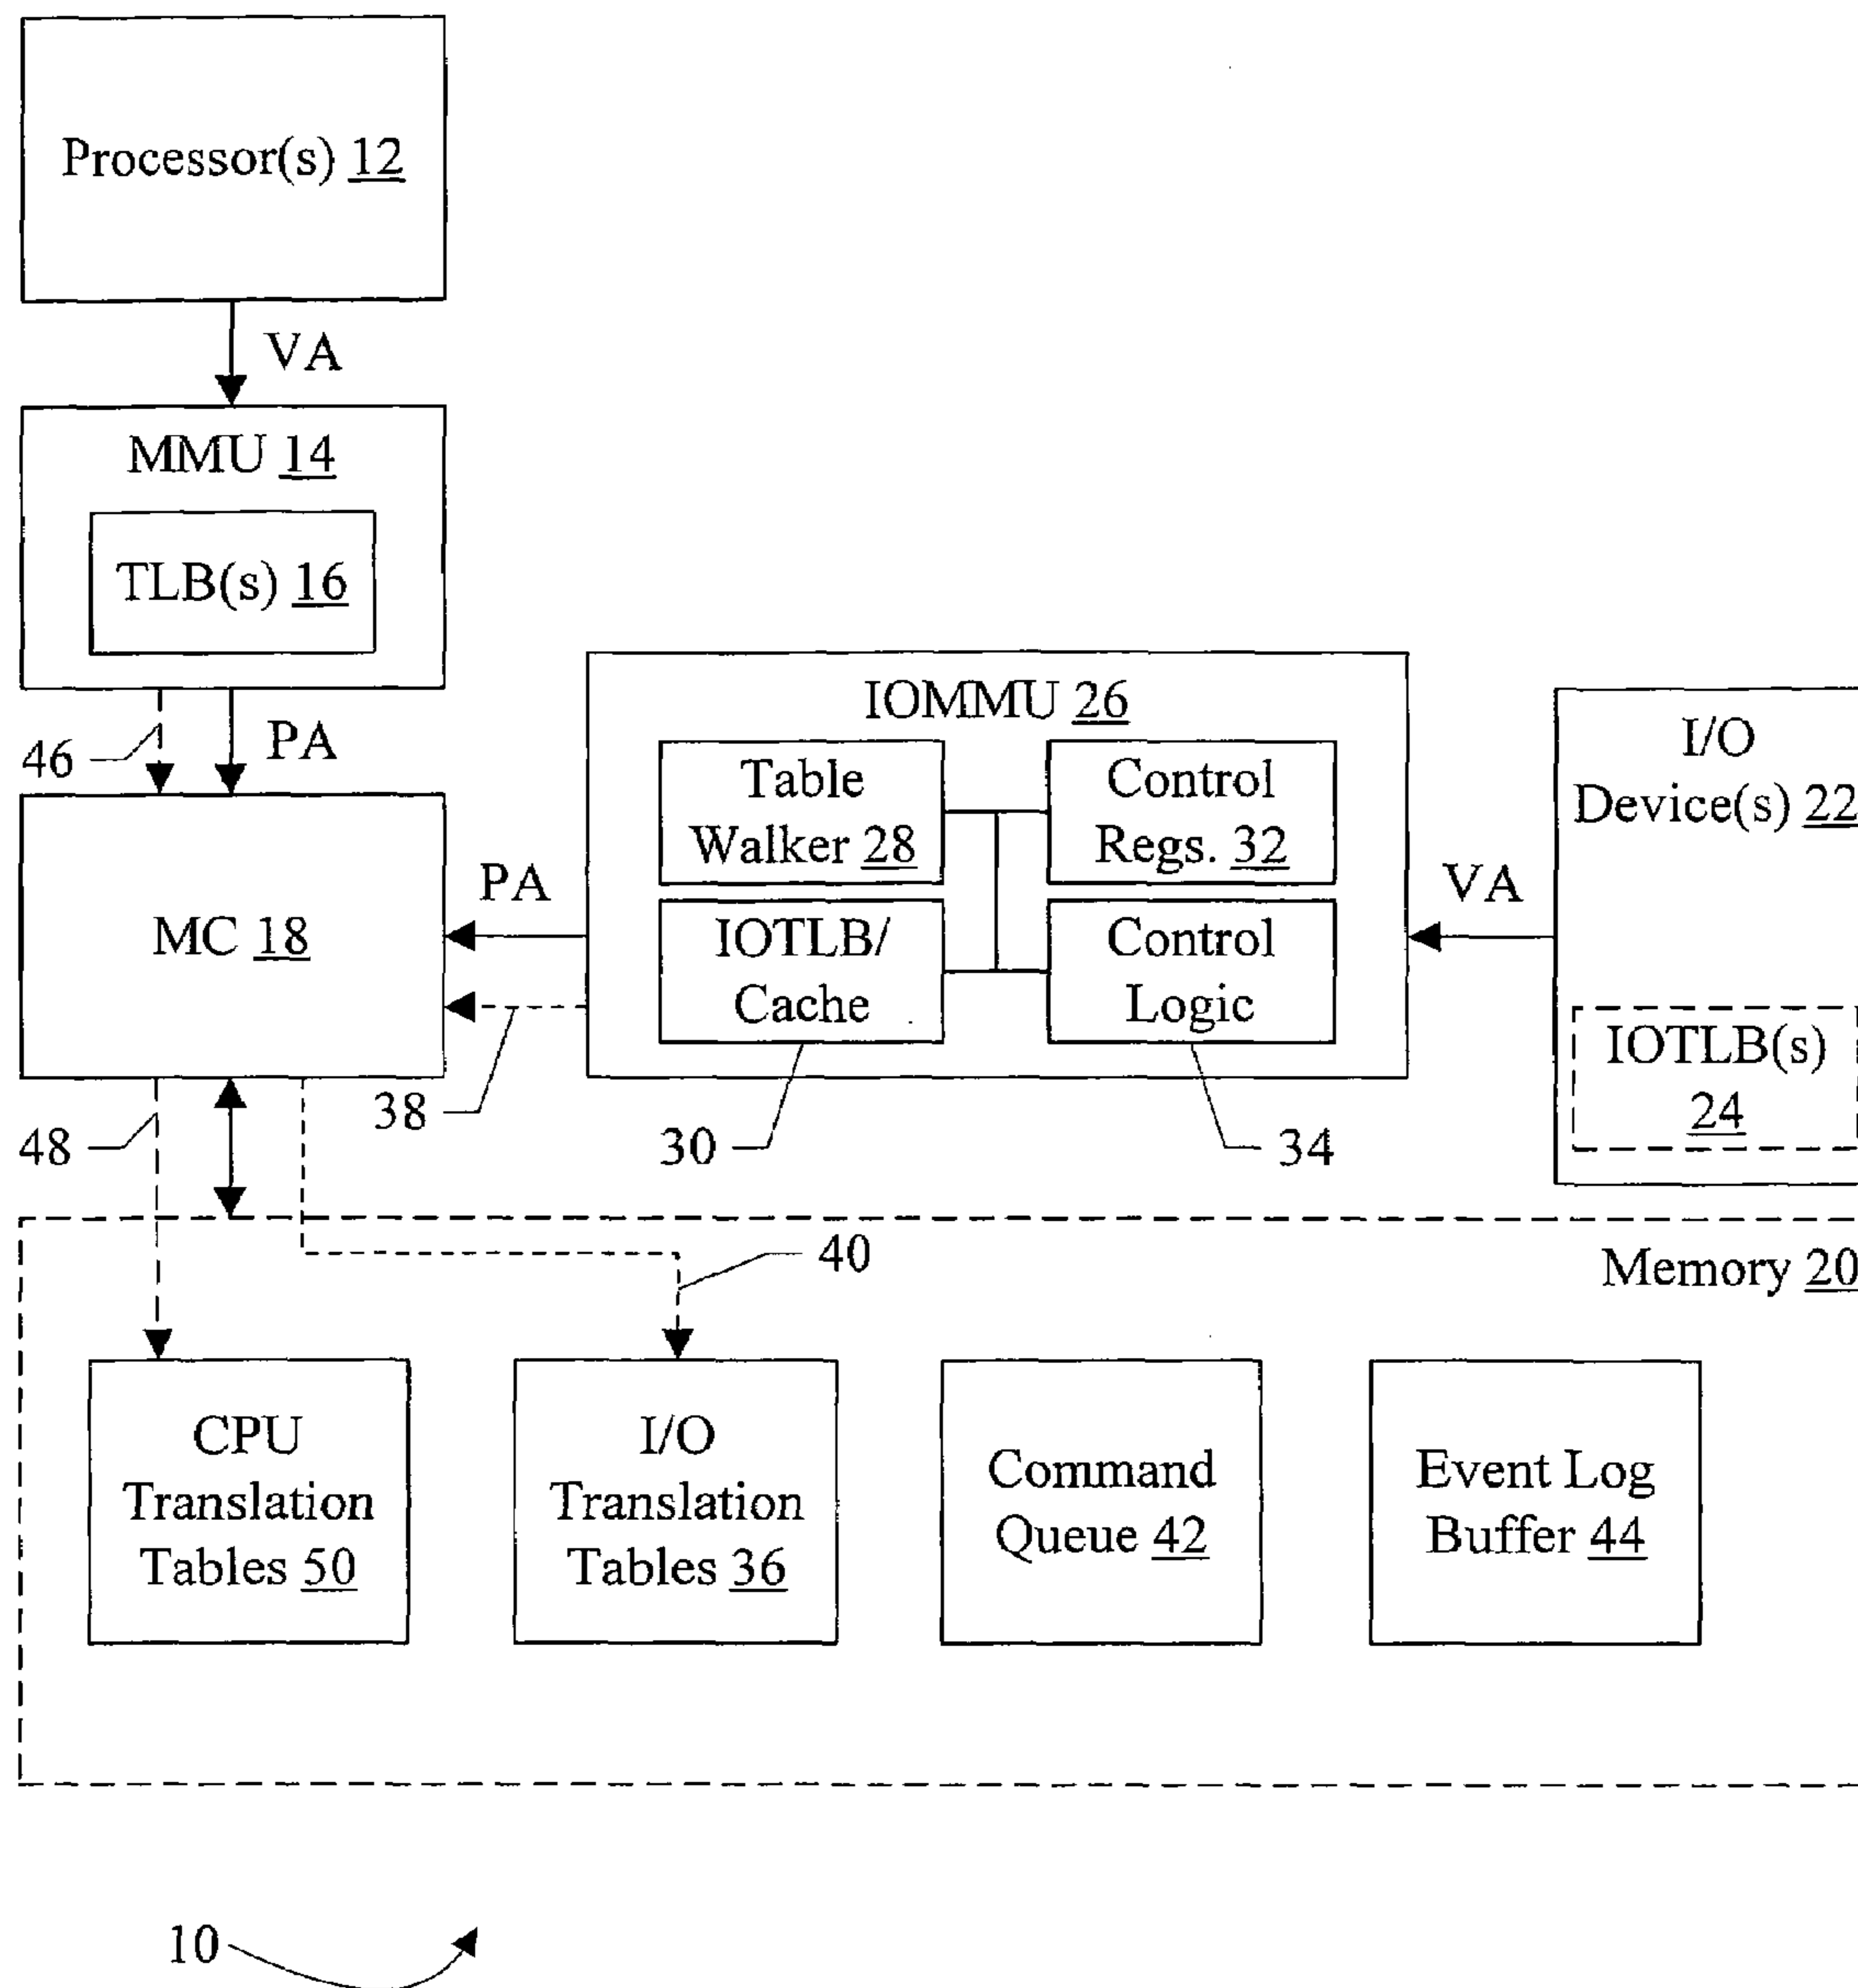 Processor(s) 12
VA
MMU 14
TLB(s) 16
46
PA
MC 18
PA
38
IOMMU 26
Table
Walker 28
Control
Regs. 32
IOTLB/
Cache
Control
Logic
30
34
VA
I/O
Device(s) 22
IOTLB(s)
24
48
40
Memory 20
CPU
Translation
Tables 50
I/O
Translation
Tables 36
Command
Queue 42
Event Log
Buffer 44
10